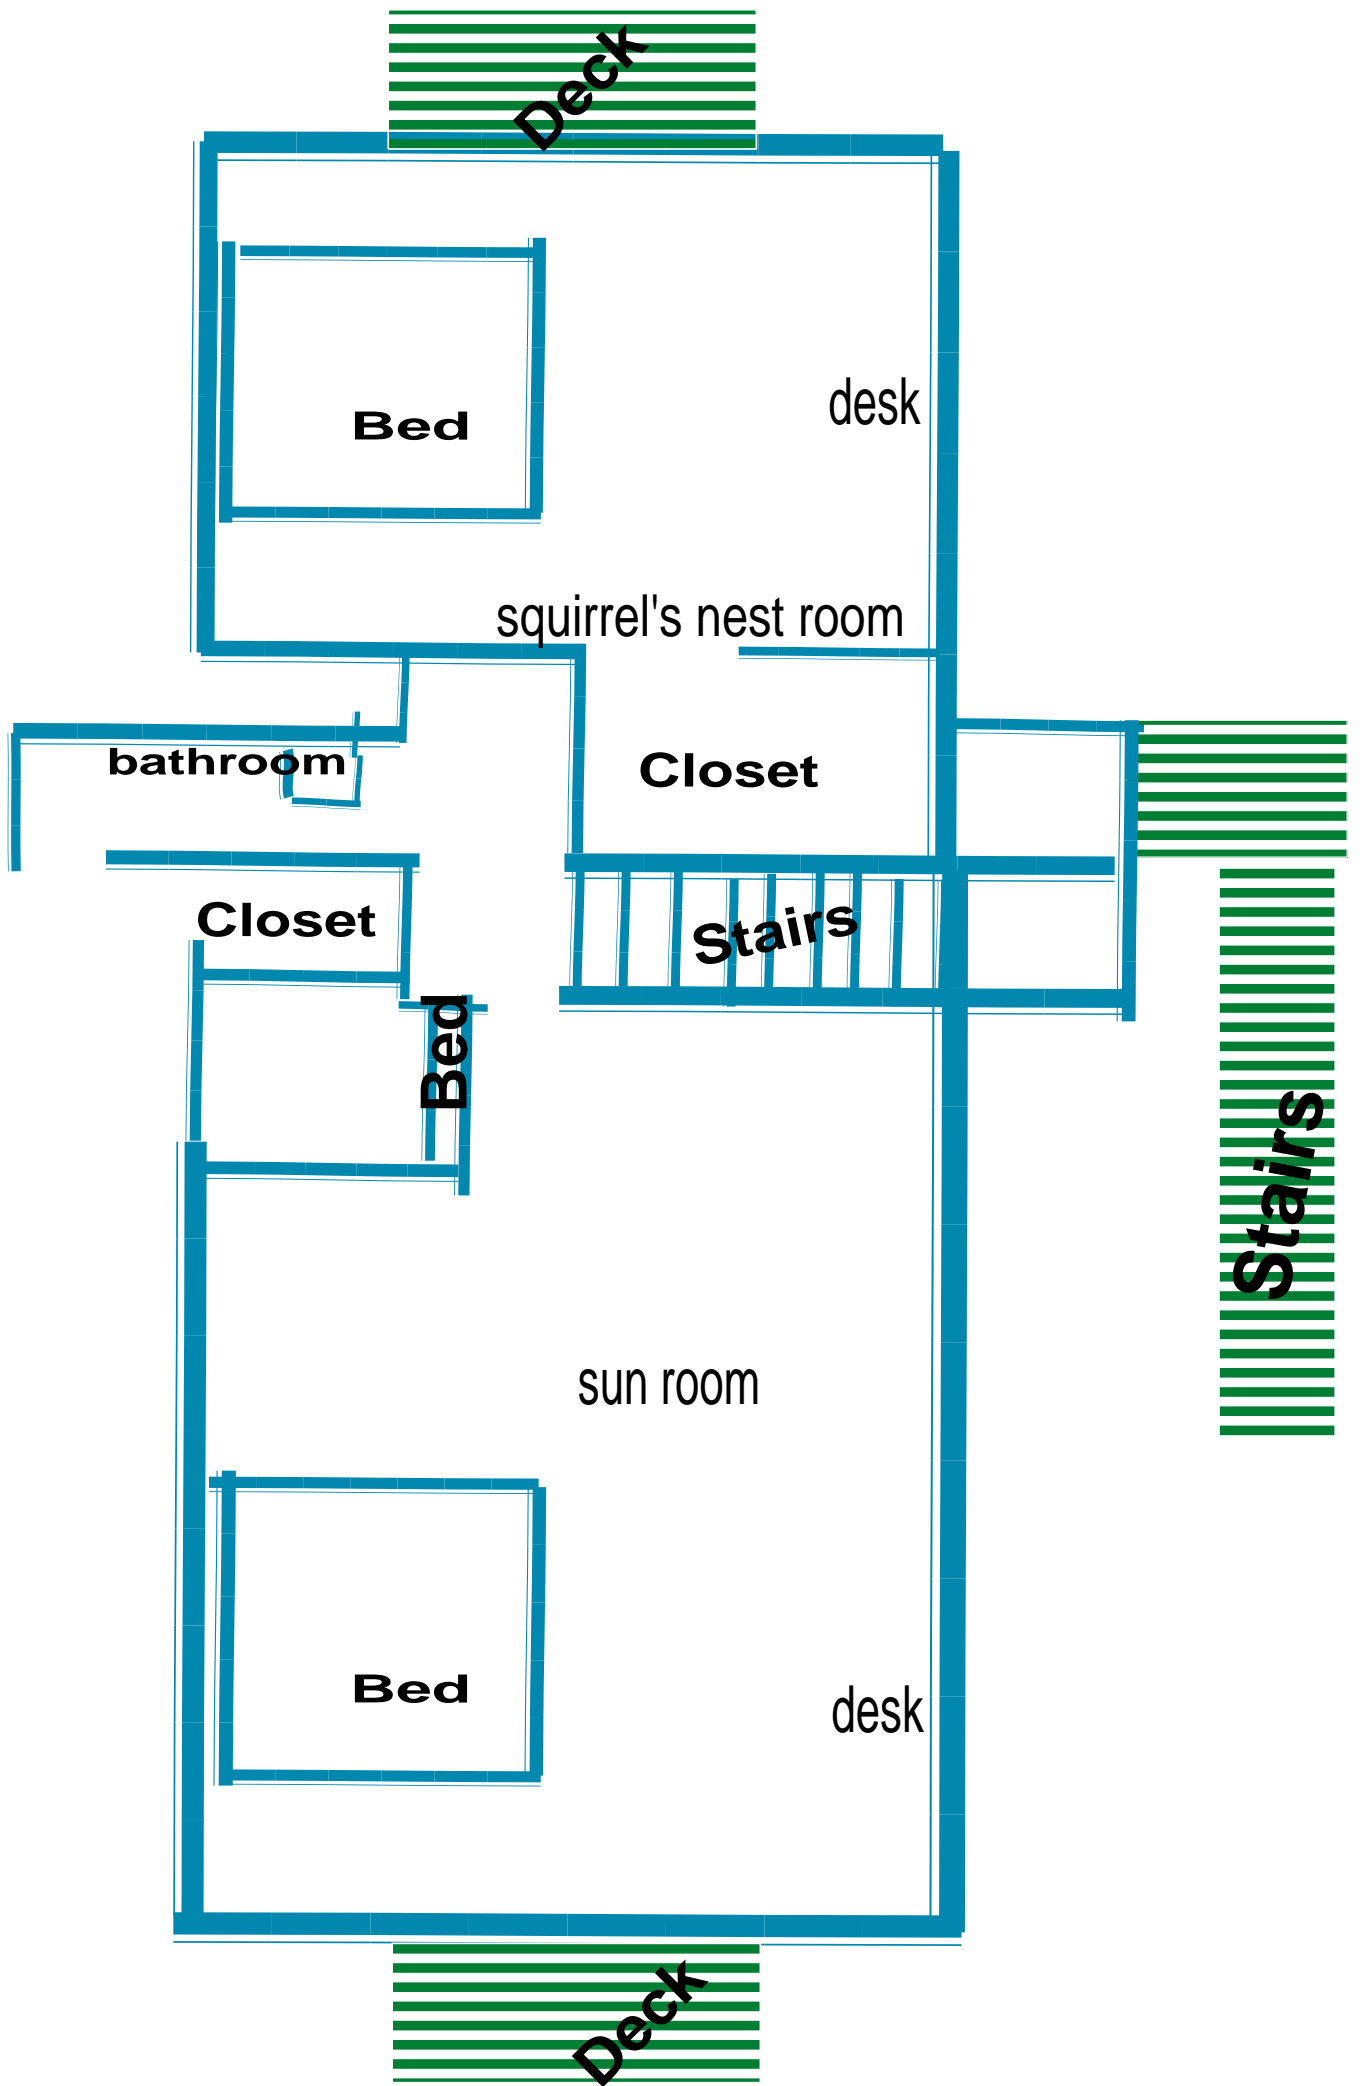 Deck
desk
Bed
squirrel's nest room
bathroom
Closet
Closet
Stairs
Bed
Stairs
sun room
Bed
desk
Deck